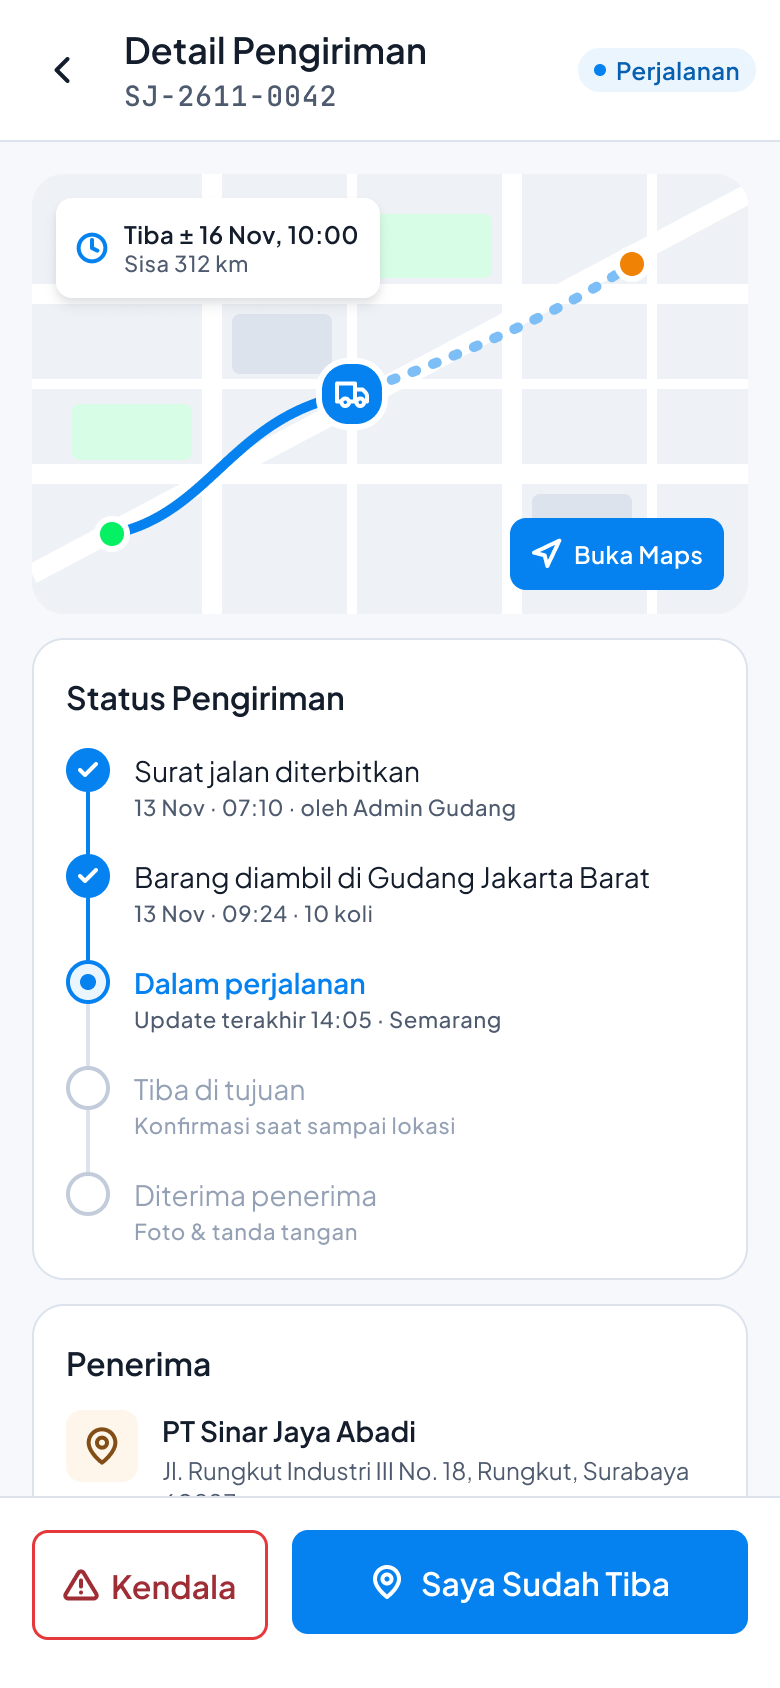 Detail Pengiriman
SJ-2611-0042
Perjalanan
Tiba ± 16 Nov, 10:00
Sisa 312 km
Buka Maps
Status Pengiriman
Surat jalan diterbitkan
13 Nov · 07:10 · oleh Admin Gudang
Barang diambil di Gudang Jakarta Barat
13 Nov · 09:24 · 10 koli
Dalam perjalanan
Update terakhir 14:05 · Semarang
Tiba di tujuan
Konfirmasi saat sampai lokasi
Diterima penerima
Foto & tanda tangan
Penerima
PT Sinar Jaya Abadi
Jl. Rungkut Industri III No. 18, Rungkut, Surabaya
Kendala
Saya Sudah Tiba